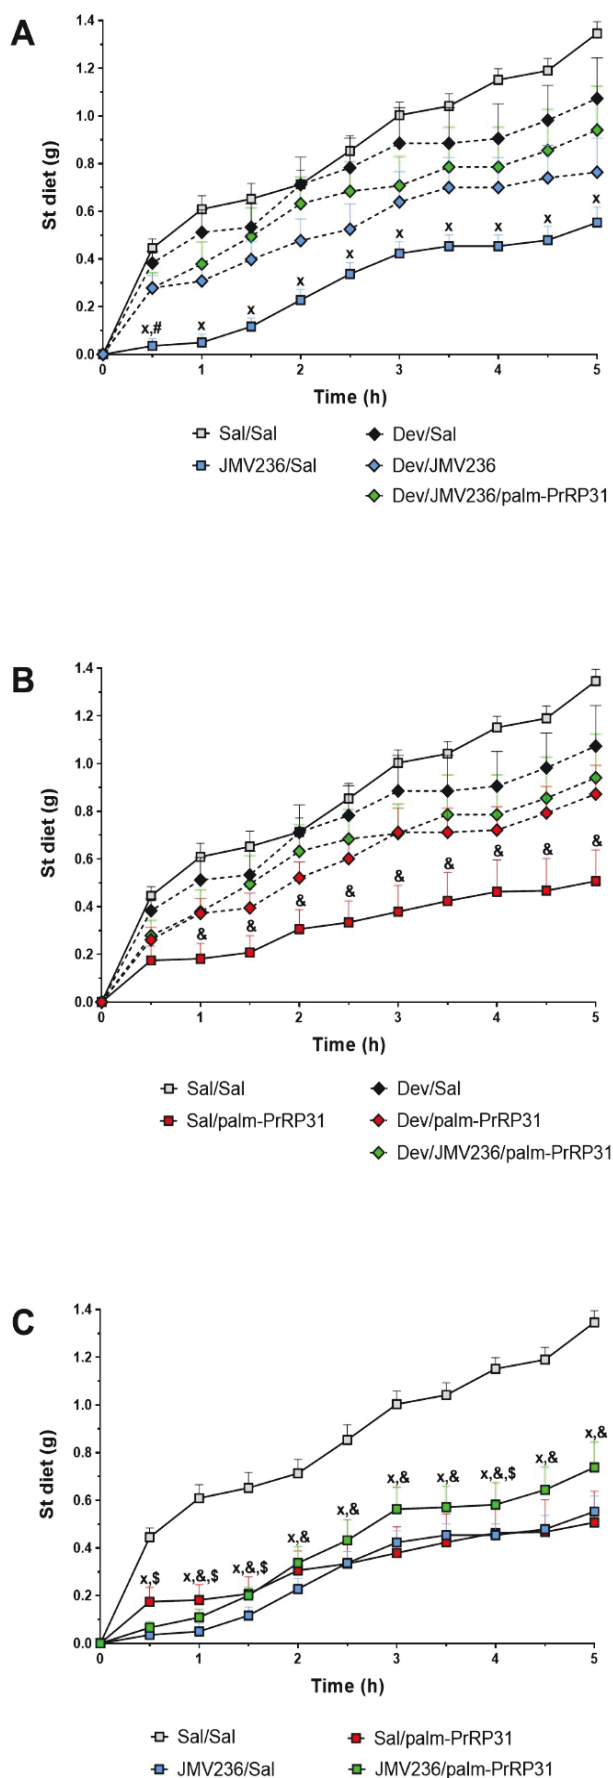 A
St diet (g)
1.4
1.2
1.0
0.8
0.6
0.4
0.2
0.0
x,# x x x x x x x x x
0 1 2 3 4 5
Time (h)
Sal/Sal Dev/Sal
JMV236/Sal Dev/JMV236
Dev/JMV236/palm-PrRP31
B
St diet (g)
1.4
1.2
1.0
0.8
0.6
0.4
0.2
0.0
& & & & & & & & &
0 1 2 3 4 5
Time (h)
Sal/Sal Dev/Sal
Sal/palm-PrRP31 Dev/palm-PrRP31
Dev/JMV236/palm-PrRP31
C
St diet (g)
1.4
1.2
1.0
0.8
0.6
0.4
0.2
0.0
x,$ x,&,$ x,&,$ x,& x,& x,& x,& x,&,$ x,& x,&
0 1 2 3 4 5
Time (h)
Sal/Sal Sal/palm-PrRP31
JMV236/Sal JMV236/palm-PrRP31